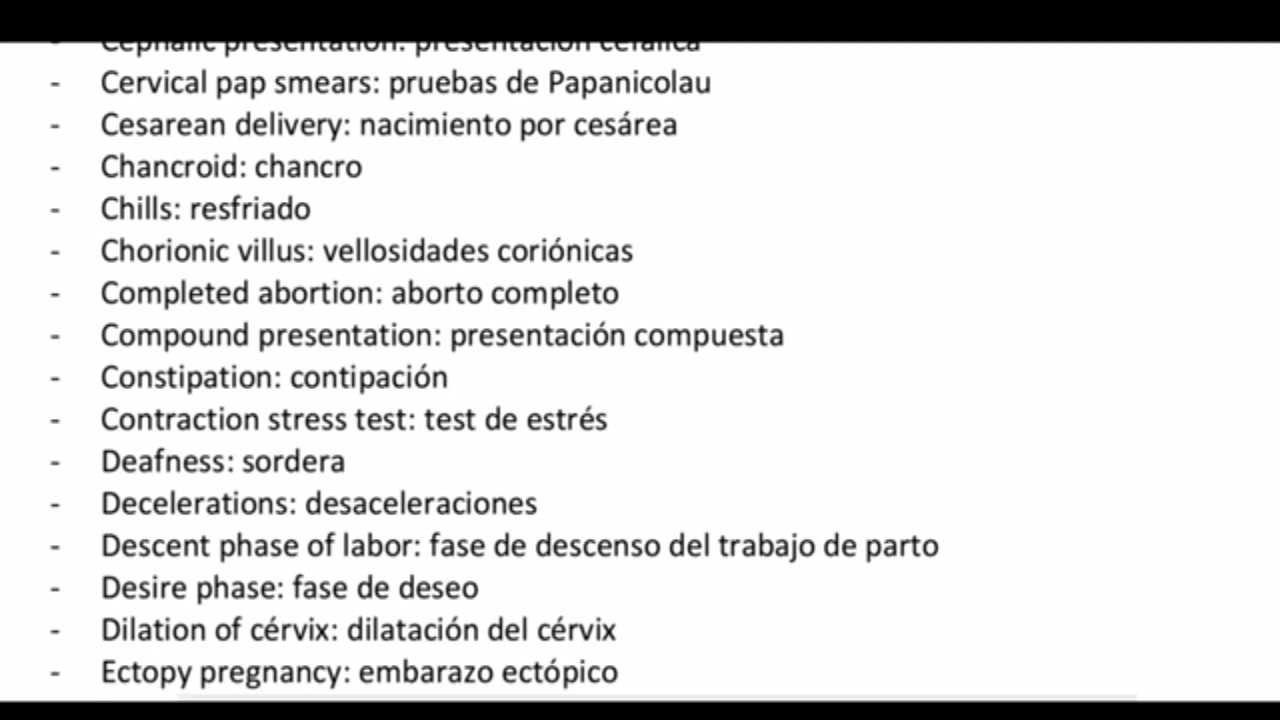 - Cephalic presentation: presentación cefálica
- Cervical pap smears: pruebas de Papanicolau
- Cesarean delivery: nacimiento por cesárea
- Chancroid: chancro
- Chills: resfriado
- Chorionic villus: vellosidades coriónicas
- Completed abortion: aborto completo
- Compound presentation: presentación compuesta
- Constipation: contipación
- Contraction stress test: test de estrés
- Deafness: sordera
- Decelerations: desaceleraciones
- Descent phase of labor: fase de descenso del trabajo de parto
- Desire phase: fase de deseo
- Dilation of cérvix: dilatación del cérvix
- Ectopy pregnancy: embarazo ectópico